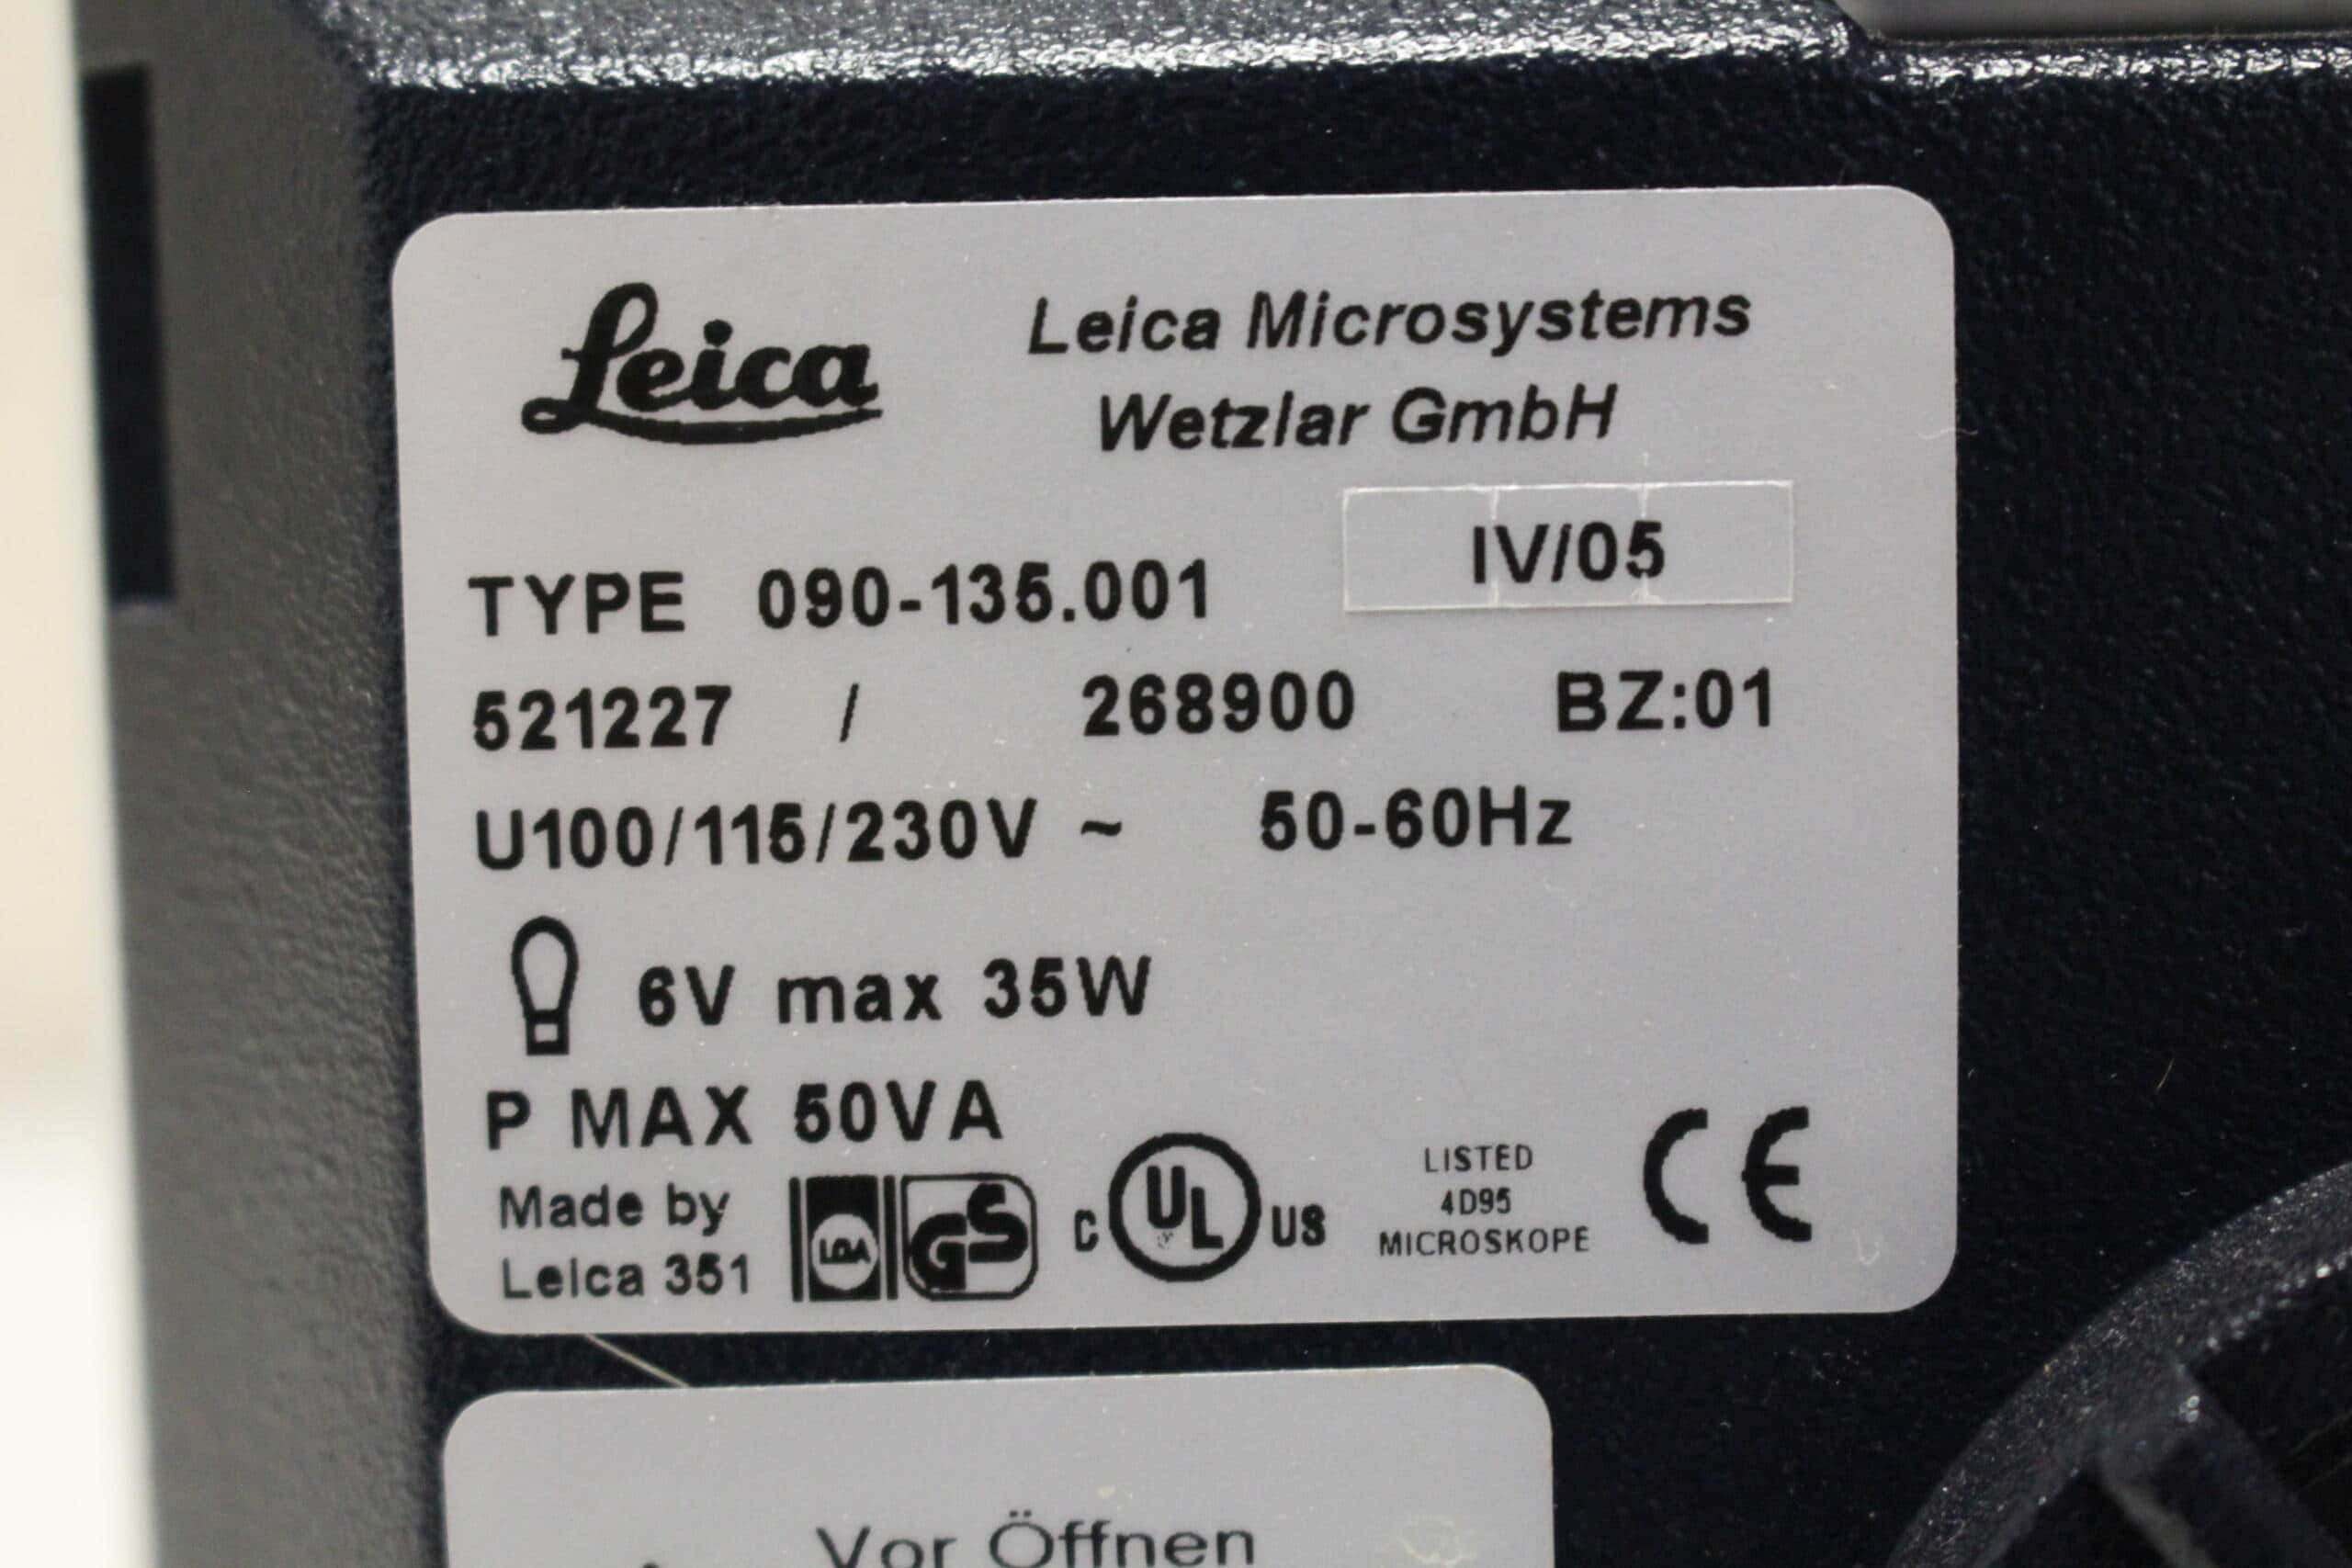 Leica
Leica Microsystems
Wetzlar GmbH
IV/05
TYPE 090-135.001
521227 / 268900 BZ:01
U100/115/230V ~ 50-60Hz
6V max 35W
P MAX 50VA
Made by
Leica 351
LGA
GS
C UL US
LISTED
4D95
MICROSKOPE
CE
Vor Öffnen